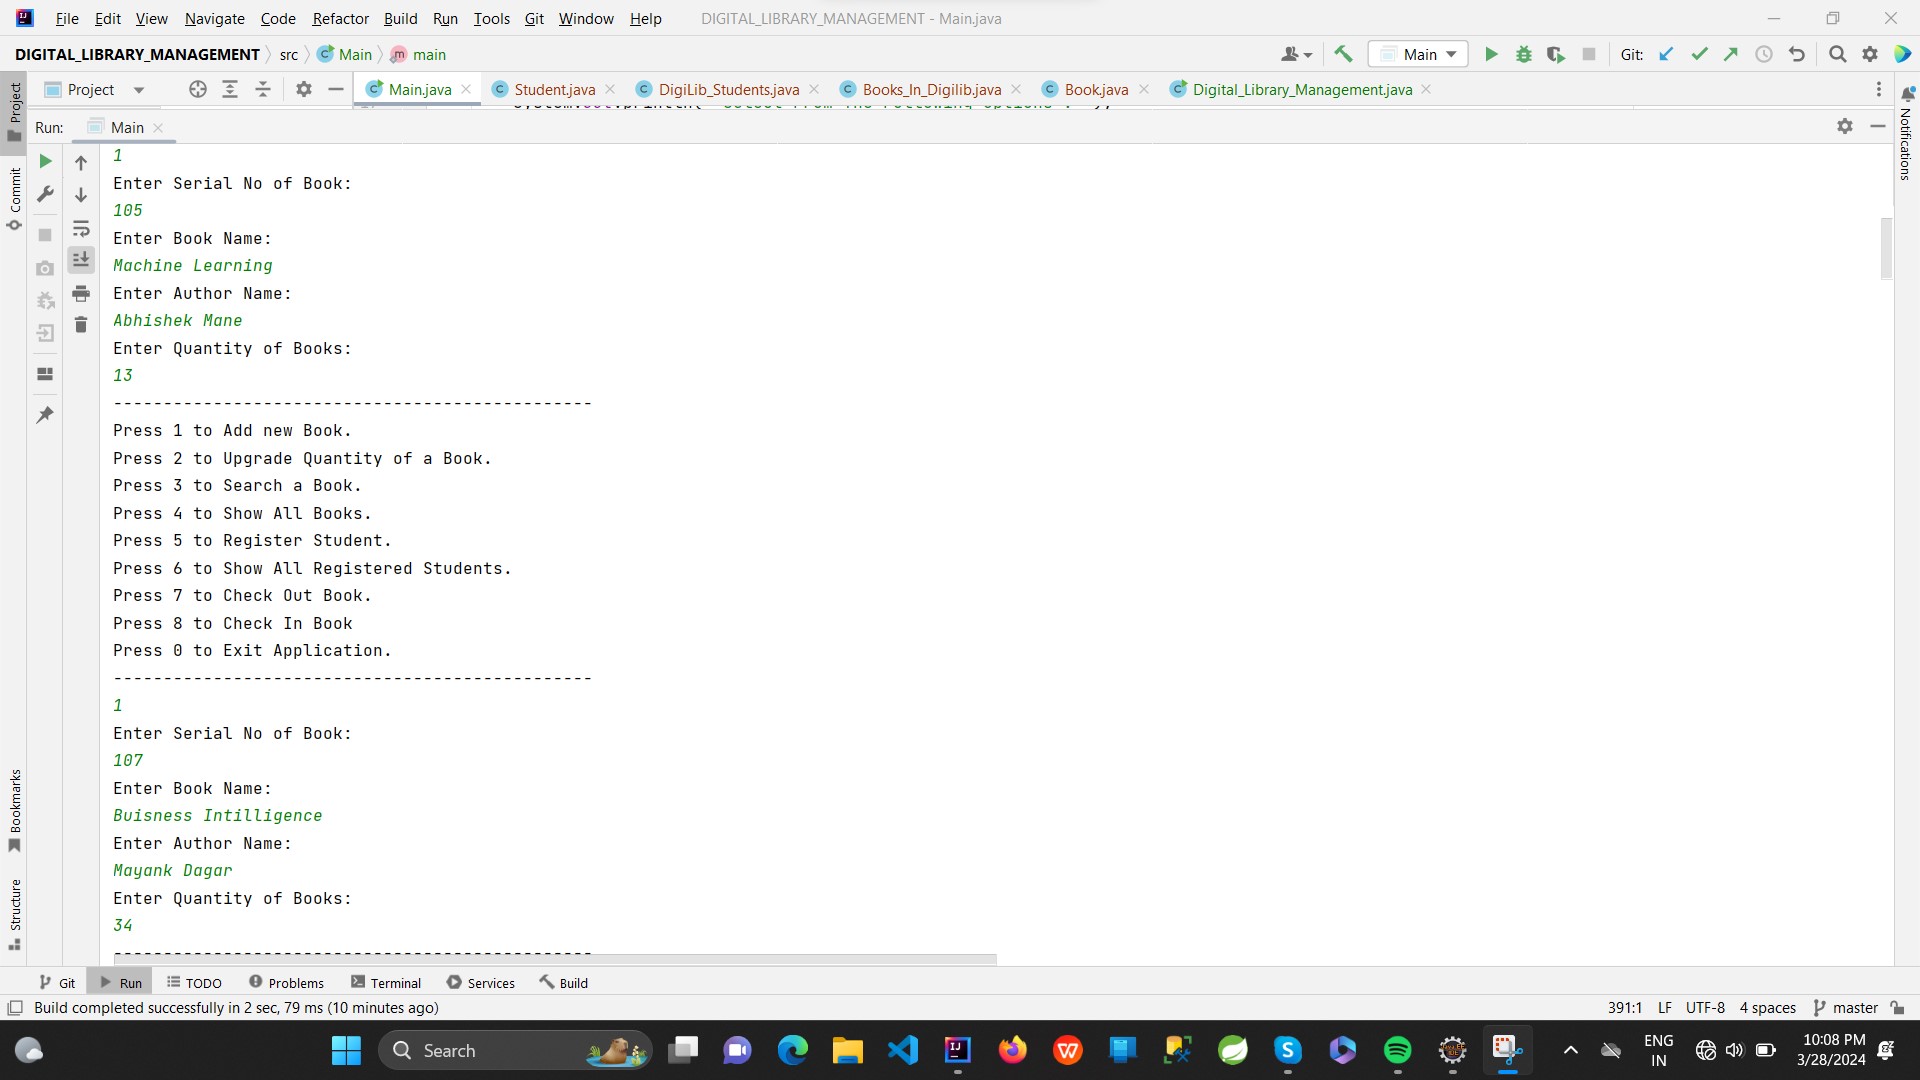 File Edit View Navigate Code Refactor Build Run Tools Git Window Help DIGITAL_LIBRARY_MANAGEMENT - Main.java
DIGITAL_LIBRARY_MANAGEMENT src Main main Main Git:
Project Main.java Student.java DigiLib_Students.java Books_In_Digilib.java Book.java Digital_Library_Management.java
Run: Main
Project
Commit
Bookmarks
Structure
Notifications
1
Enter Serial No of Book:
105
Enter Book Name:
Machine Learning
Enter Author Name:
Abhishek Mane
Enter Quantity of Books:
13
------------------------------------------------
Press 1 to Add new Book.
Press 2 to Upgrade Quantity of a Book.
Press 3 to Search a Book.
Press 4 to Show All Books.
Press 5 to Register Student.
Press 6 to Show All Registered Students.
Press 7 to Check Out Book.
Press 8 to Check In Book
Press 0 to Exit Application.
------------------------------------------------
1
Enter Serial No of Book:
107
Enter Book Name:
Buisness Intilligence
Enter Author Name:
Mayank Dagar
Enter Quantity of Books:
34
------------------------------------------------
Git Run TODO Problems Terminal Services Build
Build completed successfully in 2 sec, 79 ms (10 minutes ago) 391:1 LF UTF-8 4 spaces master
Search ENG 10:08 PM
IN 3/28/2024